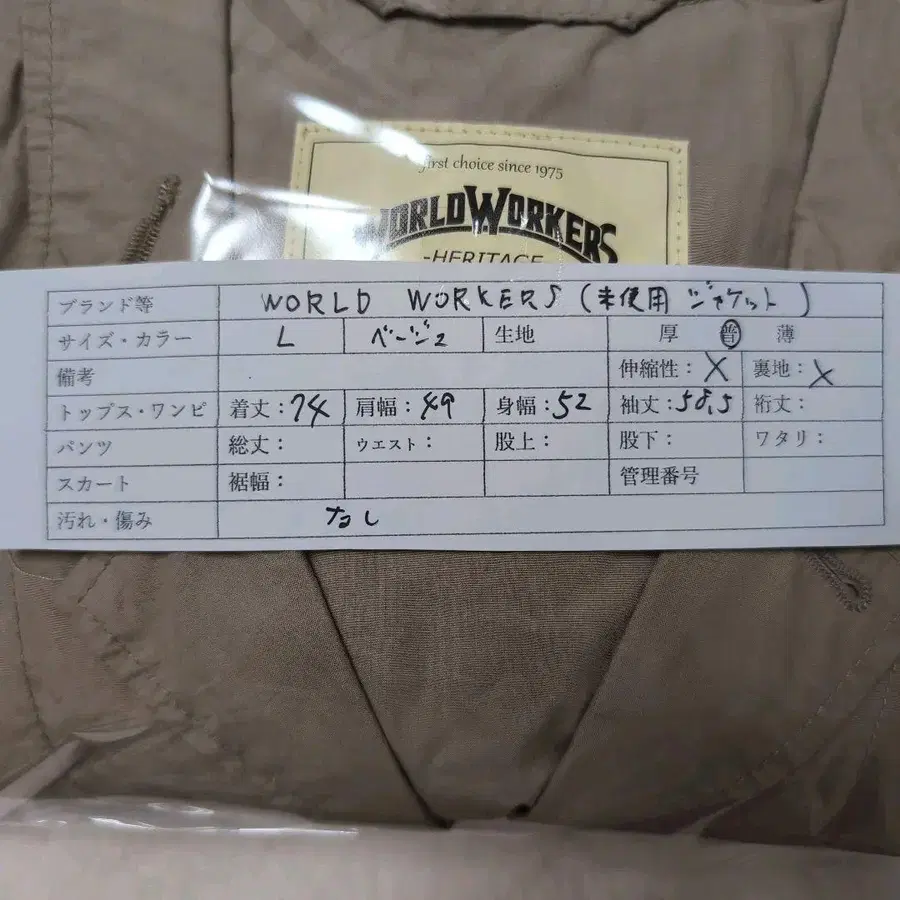 first choice since 1975
WORLD WORKERS
-HERITAGE-
ブランド等 WORLD WORKERS (未使用 ジャケット)
サイズ・カラー L ベージュ 生地 厚 普 薄
備考 伸縮性：X 裏地：X
トップス・ワンピ 着丈：74 肩幅：49 身幅：52 袖丈：58.5 裄丈：
パンツ 総丈： ウエスト： 股上： 股下： ワタリ：
スカート 裾幅： 管理番号
汚れ・傷み なし